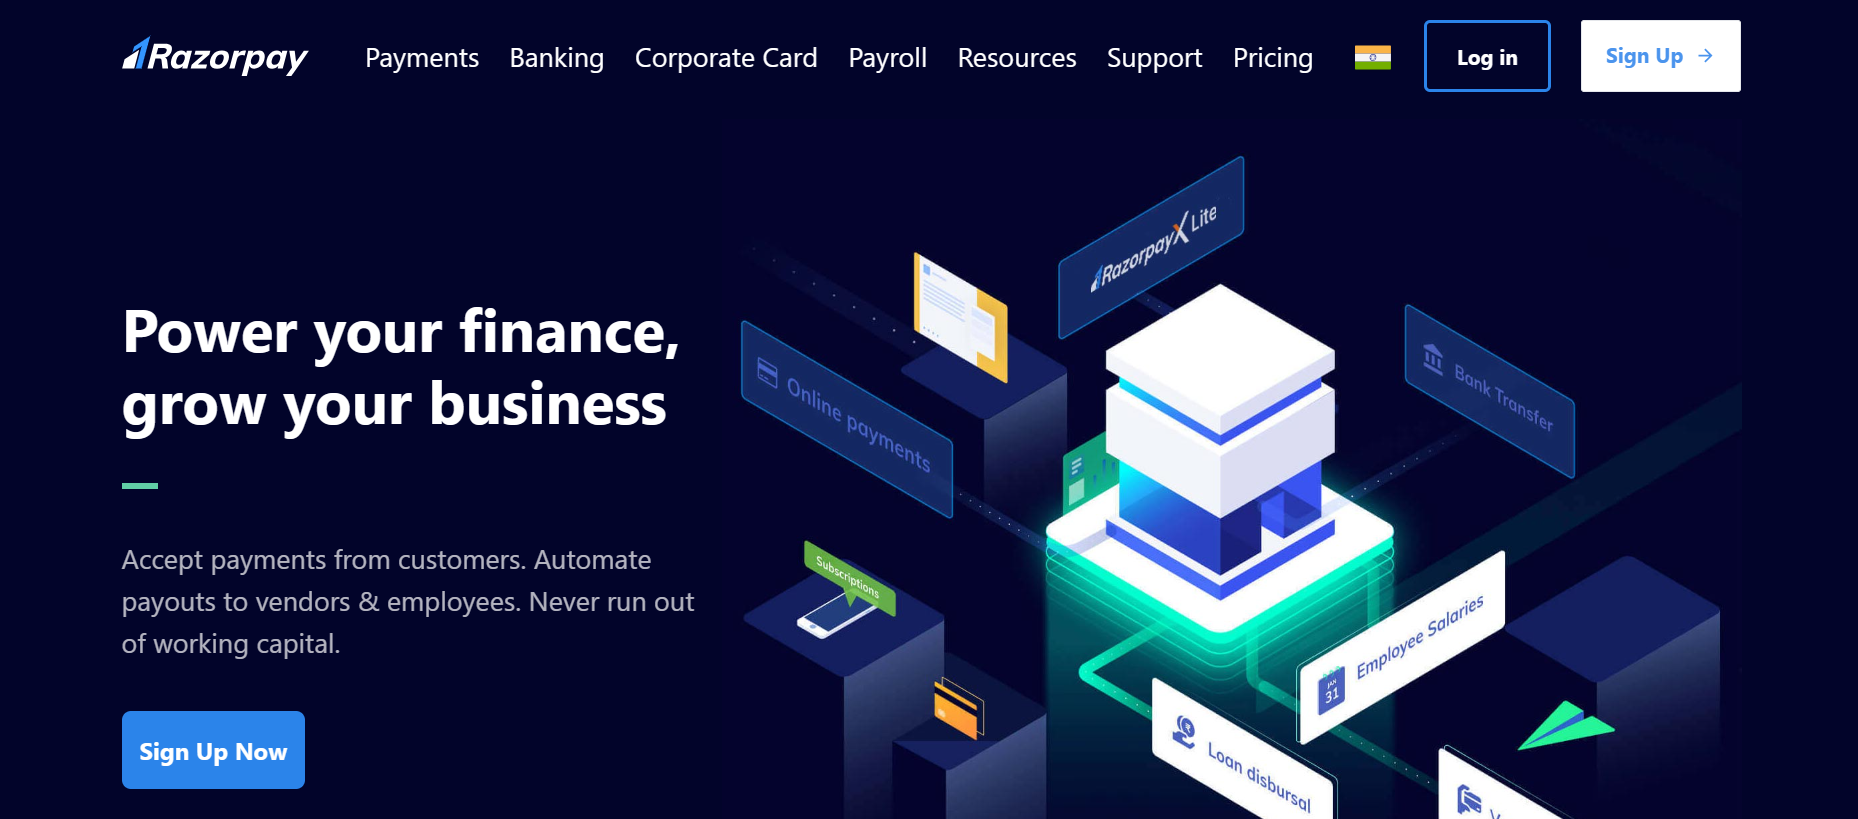 Razorpay
Payments Banking Corporate Card Payroll Resources Support Pricing
Log in
Sign Up
Power your finance,
grow your business
Accept payments from customers. Automate
payouts to vendors & employees. Never run out
of working capital.
Sign Up Now
RazorpayX Lite
Online payments
Bank Transfer
Subscriptions
Employee Salaries
JAN
31
Loan disbursal